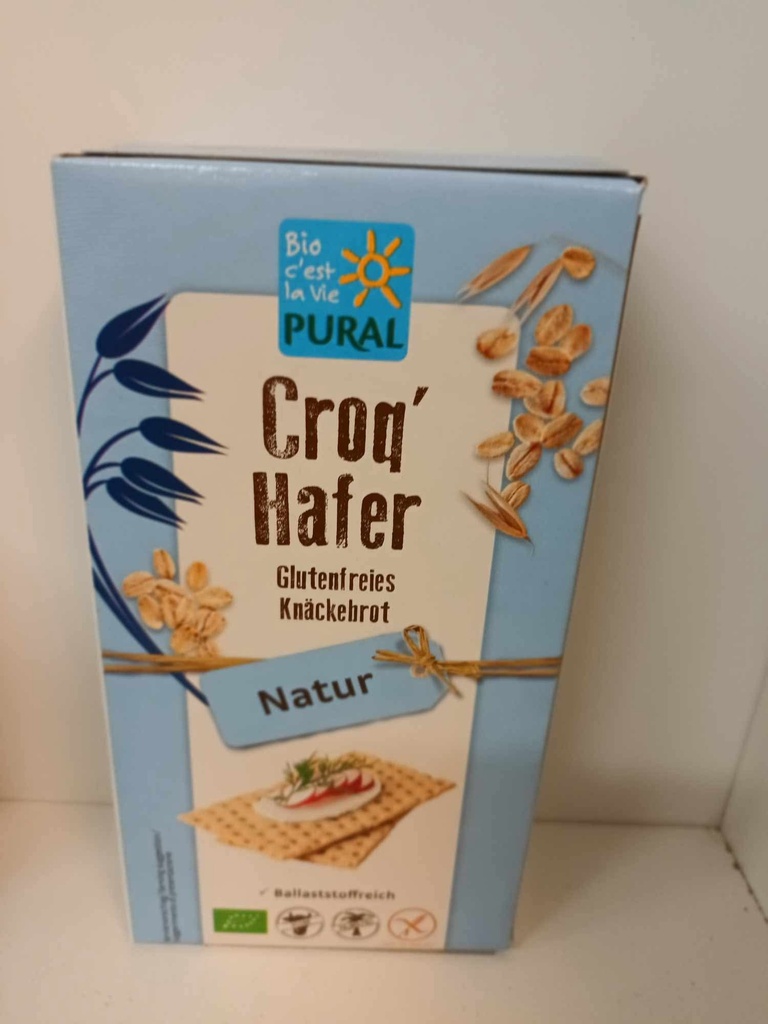 Bio
c'est
la Vie
PURAL
Croq'
Hafer
Glutenfreies
Knäckebrot
Natur
✓ Ballaststoffreich